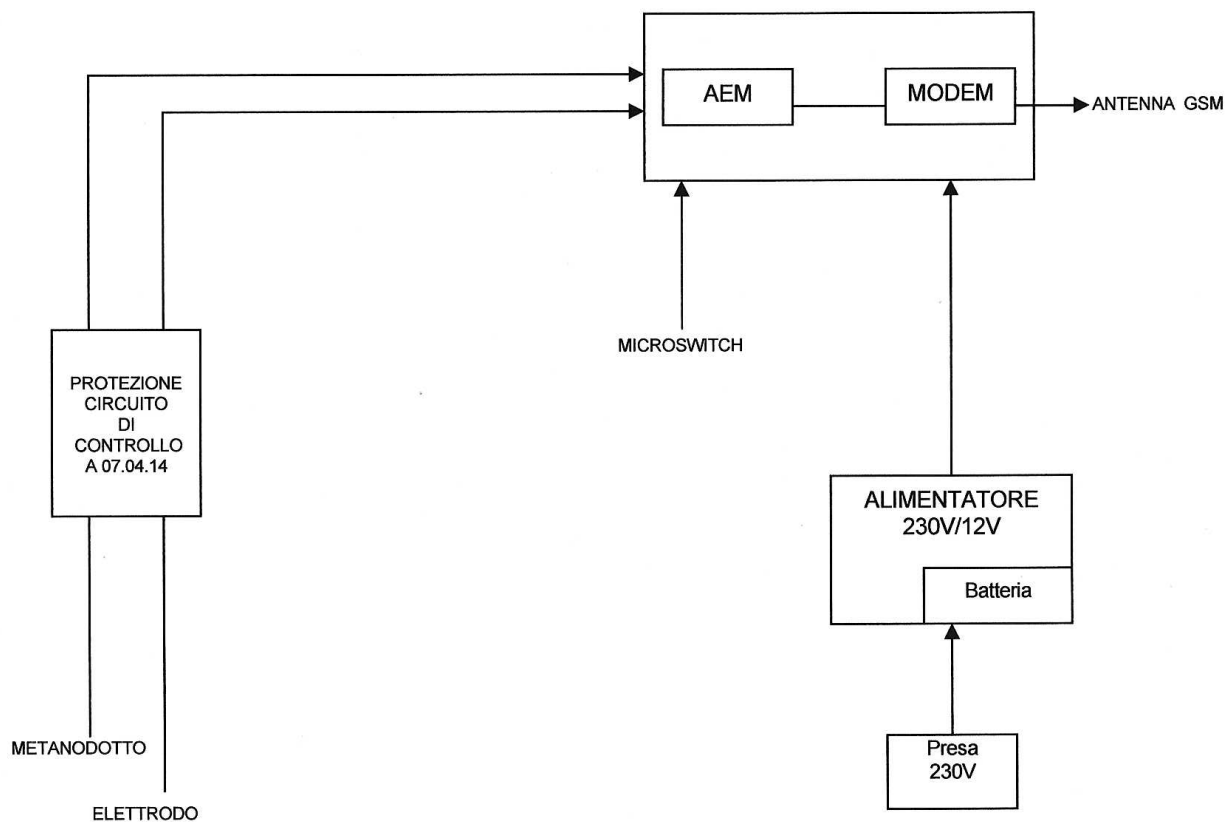 AEM
MODEM
ANTENNA GSM
MICROSWITCH
PROTEZIONE
CIRCUITO
DI
CONTROLLO
A 07.04.14
ALIMENTATORE
230V/12V
Batteria
METANODOTTO
Presa
230V
ELETTRODO